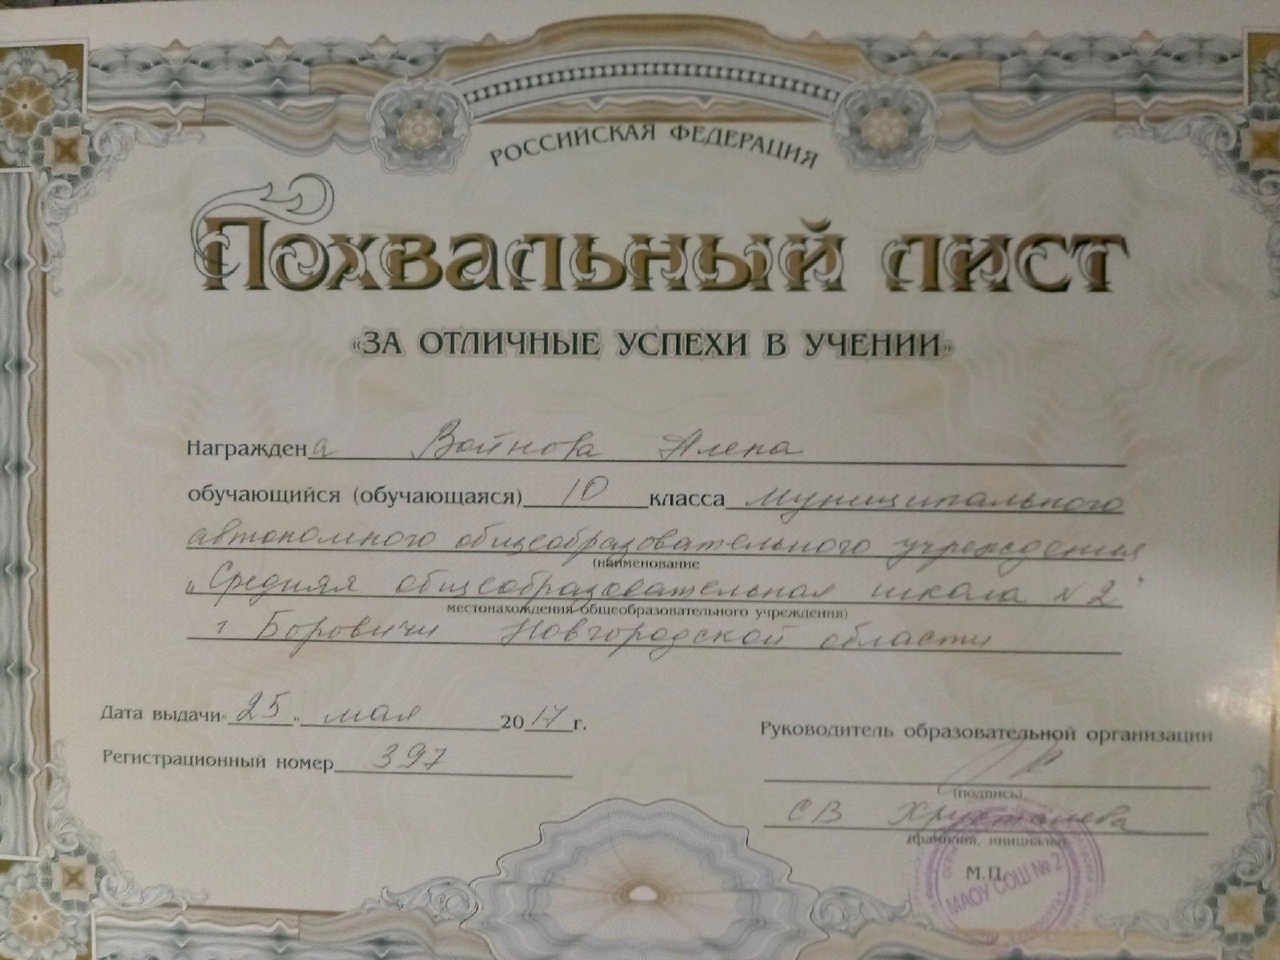 РОССИЙСКАЯ ФЕДЕРАЦИЯ
Похвальный лист
«ЗА ОТЛИЧНЫЕ УСПЕХИ В УЧЕНИИ»
Награждена Войнова Алена
обучающийся (обучающаяся) 10 класса муниципального
автономного общеобразовательного учреждения
(наименование
„Средняя общеобразовательная школа №2"
местонахождения общеобразовательного учреждения)
г Боровичи Новгородской области
Дата выдачи «25» мая 2017 г.
Руководитель образовательной организации
Регистрационный номер 397
(подпись)
СВ
(фамилия, инициалы)
М.П.
МАОУ СОШ № 2